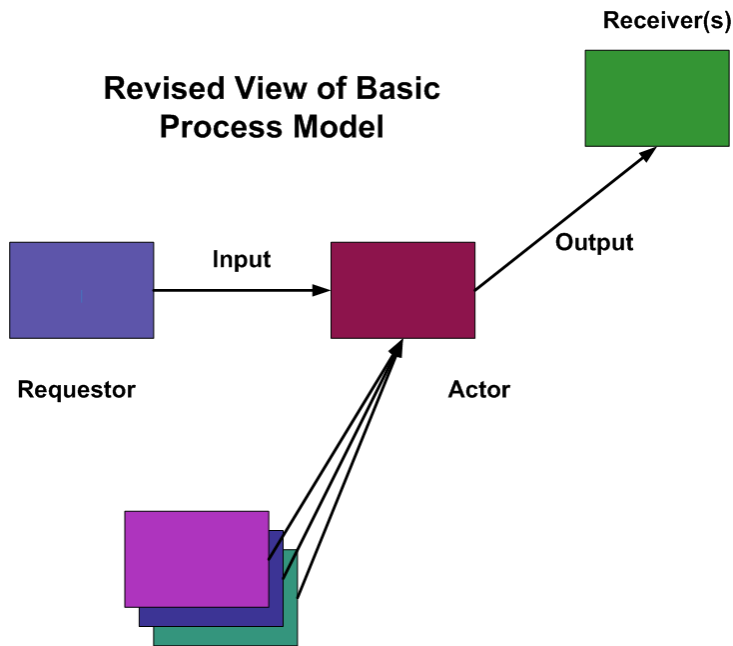 Receiver(s)
Revised View of Basic
Process Model
Input
Output
Requestor
Actor